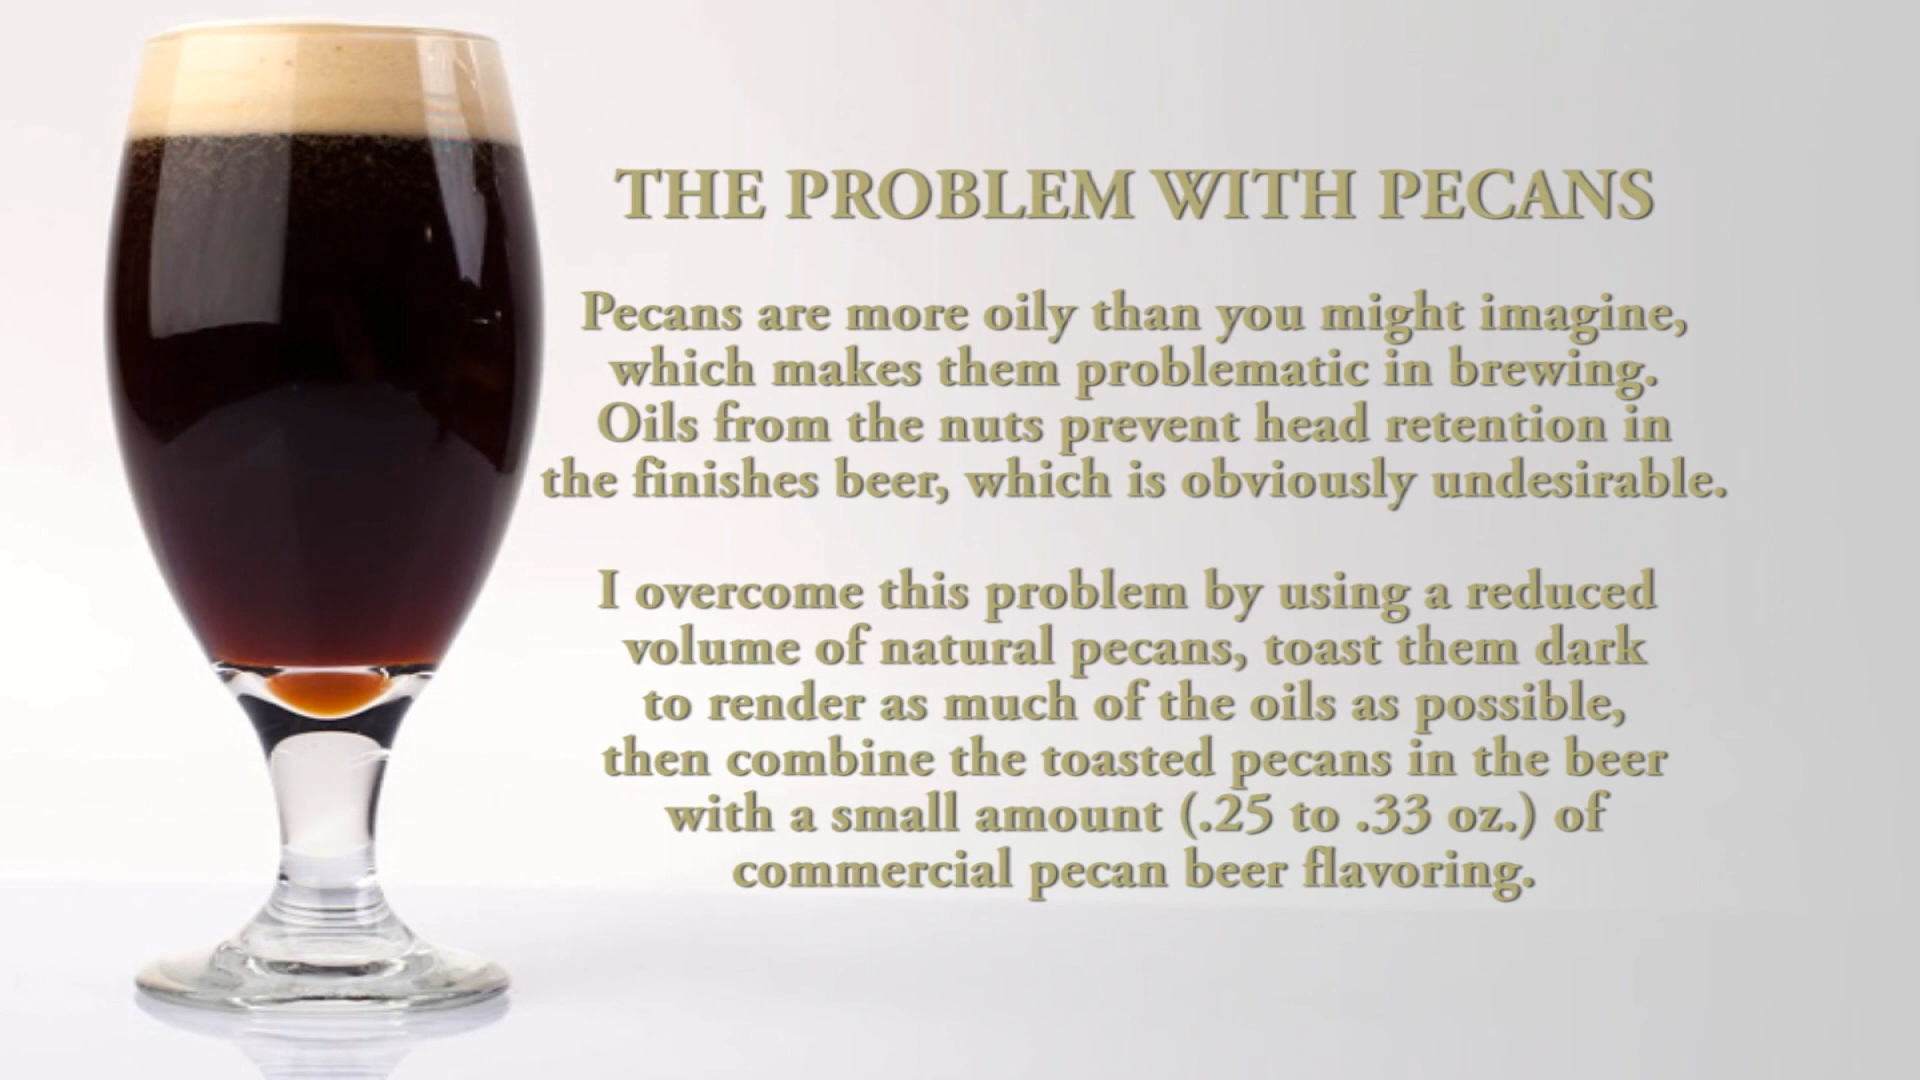 THE PROBLEM WITH PECANS
Pecans are more oily than you might imagine,
which makes them problematic in brewing.
Oils from the nuts prevent head retention in
the finishes beer, which is obviously undesirable.
I overcome this problem by using a reduced
volume of natural pecans, toast them dark
to render as much of the oils as possible,
then combine the toasted pecans in the beer
with a small amount (.25 to .33 oz.) of
commercial pecan beer flavoring.